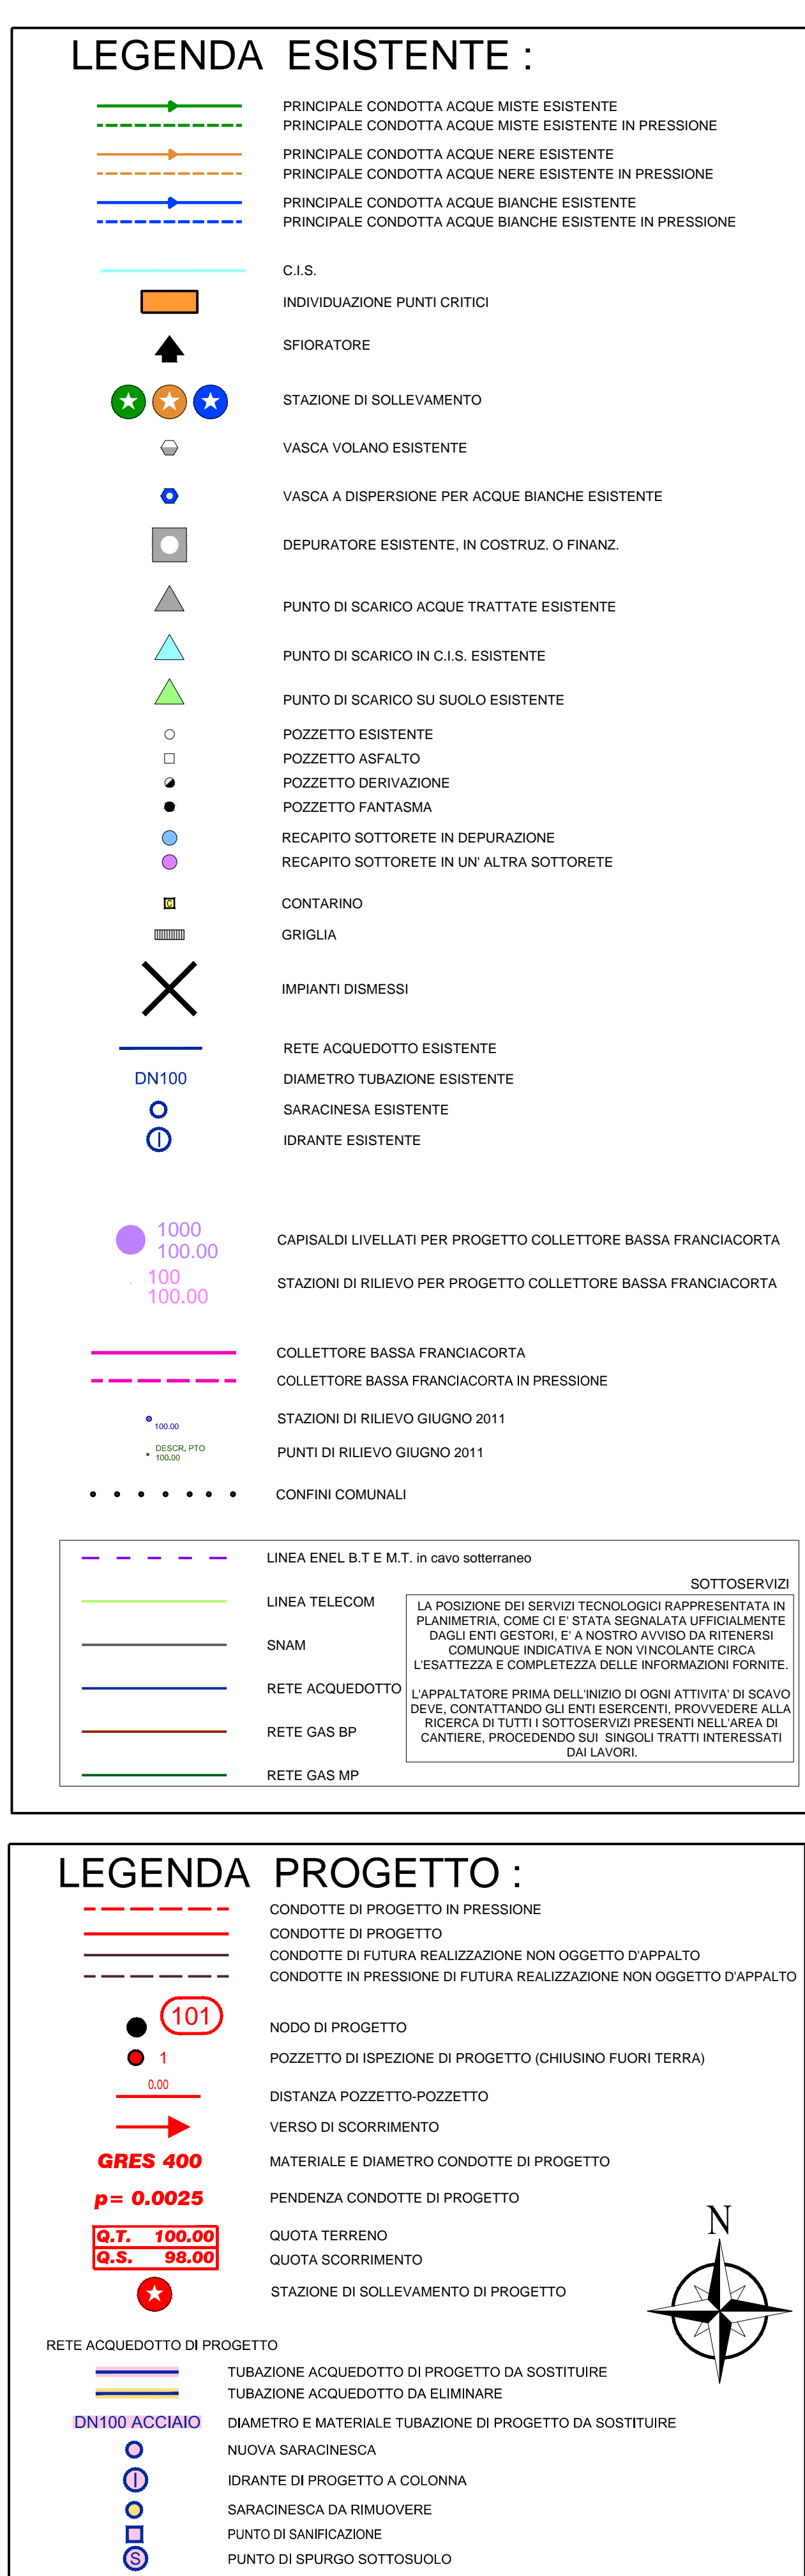 LEGENDA ESISTENTE :
PRINCIPALE CONDOTTA ACQUE MISTE ESISTENTE
PRINCIPALE CONDOTTA ACQUE MISTE ESISTENTE IN PRESSIONE
PRINCIPALE CONDOTTA ACQUE NERE ESISTENTE
PRINCIPALE CONDOTTA ACQUE NERE ESISTENTE IN PRESSIONE
PRINCIPALE CONDOTTA ACQUE BIANCHE ESISTENTE
PRINCIPALE CONDOTTA ACQUE BIANCHE ESISTENTE IN PRESSIONE
C.I.S.
INDIVIDUAZIONE PUNTI CRITICI
SFIORATORE
STAZIONE DI SOLLEVAMENTO
VASCA VOLANO ESISTENTE
VASCA A DISPERSIONE PER ACQUE BIANCHE ESISTENTE
DEPURATORE ESISTENTE, IN COSTRUZ. O FINANZ.
PUNTO DI SCARICO ACQUE TRATTATE ESISTENTE
PUNTO DI SCARICO IN C.I.S. ESISTENTE
PUNTO DI SCARICO SU SUOLO ESISTENTE
POZZETTO ESISTENTE
POZZETTO ASFALTO
POZZETTO DERIVAZIONE
POZZETTO FANTASMA
RECAPITO SOTTORETE IN DEPURAZIONE
RECAPITO SOTTORETE IN UN' ALTRA SOTTORETE
C CONTARINO
GRIGLIA
IMPIANTI DISMESSI
RETE ACQUEDOTTO ESISTENTE
DN100 DIAMETRO TUBAZIONE ESISTENTE
SARACINESA ESISTENTE
I IDRANTE ESISTENTE
1000
100.00 CAPISALDI LIVELLATI PER PROGETTO COLLETTORE BASSA FRANCIACORTA
100
100.00 STAZIONI DI RILIEVO PER PROGETTO COLLETTORE BASSA FRANCIACORTA
COLLETTORE BASSA FRANCIACORTA
COLLETTORE BASSA FRANCIACORTA IN PRESSIONE
100.00 STAZIONI DI RILIEVO GIUGNO 2011
DESCR. PTO
100.00 PUNTI DI RILIEVO GIUGNO 2011
CONFINI COMUNALI
LINEA ENEL B.T E M.T. in cavo sotterraneo
LINEA TELECOM
SNAM
RETE ACQUEDOTTO
RETE GAS BP
RETE GAS MP
SOTTOSERVIZI
LA POSIZIONE DEI SERVIZI TECNOLOGICI RAPPRESENTATA IN
PLANIMETRIA, COME CI E' STATA SEGNALATA UFFICIALMENTE
DAGLI ENTI GESTORI, E' A NOSTRO AVVISO DA RITENERSI
COMUNQUE INDICATIVA E NON VINCOLANTE CIRCA
L'ESATTEZZA E COMPLETEZZA DELLE INFORMAZIONI FORNITE.
L'APPALTATORE PRIMA DELL'INIZIO DI OGNI ATTIVITA' DI SCAVO
DEVE, CONTATTANDO GLI ENTI ESERCENTI, PROVVEDERE ALLA
RICERCA DI TUTTI I SOTTOSERVIZI PRESENTI NELL'AREA DI
CANTIERE, PROCEDENDO SUI SINGOLI TRATTI INTERESSATI
DAI LAVORI.
LEGENDA PROGETTO :
CONDOTTE DI PROGETTO IN PRESSIONE
CONDOTTE DI PROGETTO
CONDOTTE DI FUTURA REALIZZAZIONE NON OGGETTO D'APPALTO
CONDOTTE IN PRESSIONE DI FUTURA REALIZZAZIONE NON OGGETTO D'APPALTO
101 NODO DI PROGETTO
1 POZZETTO DI ISPEZIONE DI PROGETTO (CHIUSINO FUORI TERRA)
0.00 DISTANZA POZZETTO-POZZETTO
VERSO DI SCORRIMENTO
GRES 400 MATERIALE E DIAMETRO CONDOTTE DI PROGETTO
p= 0.0025 PENDENZA CONDOTTE DI PROGETTO
N
Q.T. 100.00 QUOTA TERRENO
Q.S. 98.00 QUOTA SCORRIMENTO
STAZIONE DI SOLLEVAMENTO DI PROGETTO
RETE ACQUEDOTTO DI PROGETTO
TUBAZIONE ACQUEDOTTO DI PROGETTO DA SOSTITUIRE
TUBAZIONE ACQUEDOTTO DA ELIMINARE
DN100 ACCIAIO DIAMETRO E MATERIALE TUBAZIONE DI PROGETTO DA SOSTITUIRE
NUOVA SARACINESCA
I IDRANTE DI PROGETTO A COLONNA
SARACINESCA DA RIMUOVERE
PUNTO DI SANIFICAZIONE
S PUNTO DI SPURGO SOTTOSUOLO